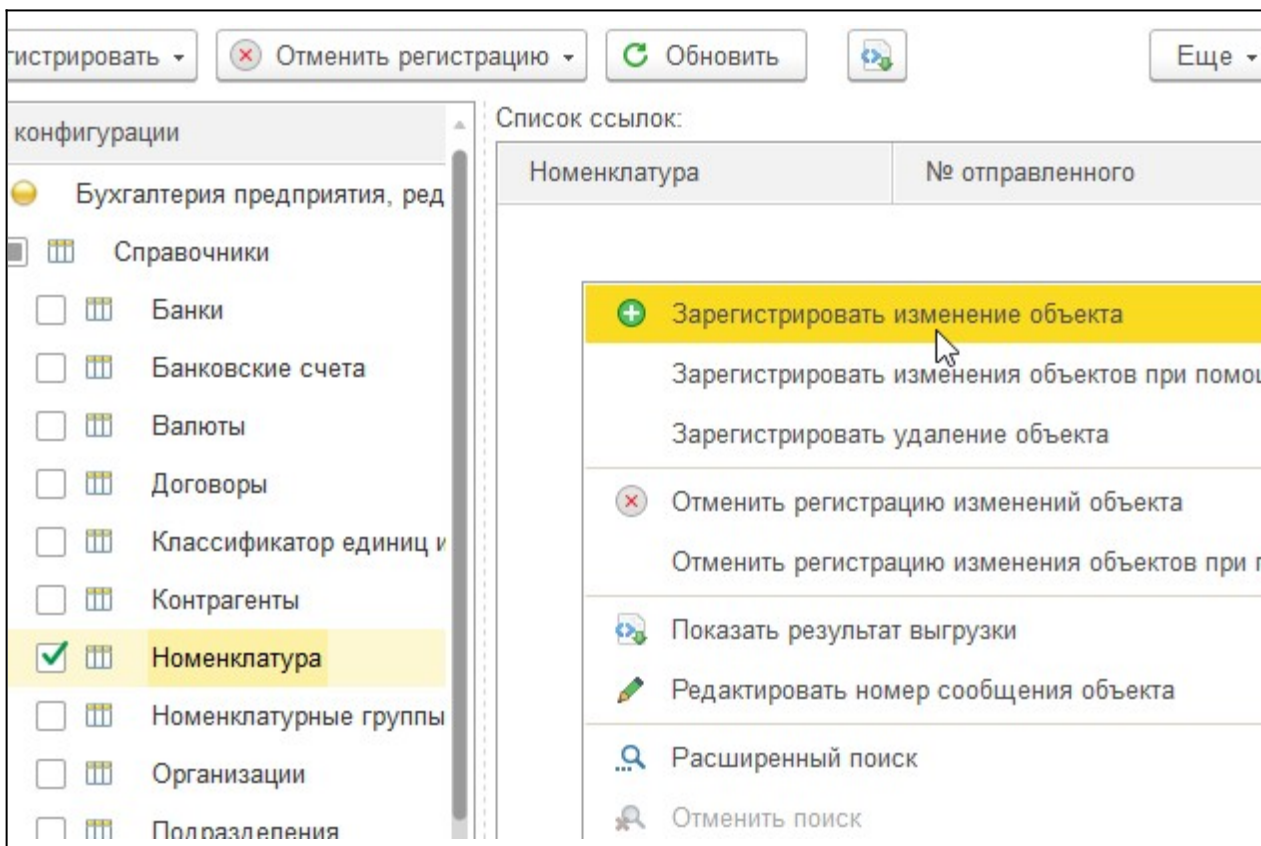 гистрировать
Отменить регистрацию
Обновить
Еще
конфигурации
Бухгалтерия предприятия, ред
Справочники
Банки
Банковские счета
Валюты
Договоры
Классификатор единиц и
Контрагенты
Номенклатура
Номенклатурные группы
Организации
Подразделения
Список ссылок:
Номенклатура
№ отправленного
Зарегистрировать изменение объекта
Зарегистрировать изменения объектов при помощ
Зарегистрировать удаление объекта
Отменить регистрацию изменений объекта
Отменить регистрацию изменения объектов при п
Показать результат выгрузки
Редактировать номер сообщения объекта
Расширенный поиск
Отменить поиск